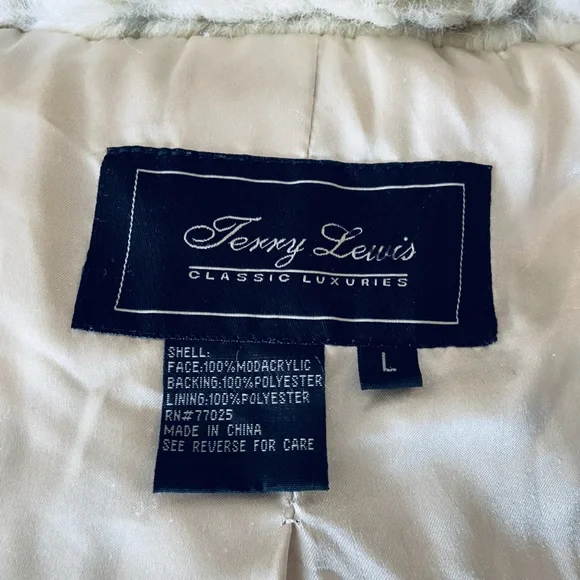 Terry Lewis
CLASSIC LUXURIES
L
SHELL:
FACE:100%MODACRYLIC
BACKING:100%POLYESTER
LINING:100%POLYESTER
RN#77025
MADE IN CHINA
SEE REVERSE FOR CARE